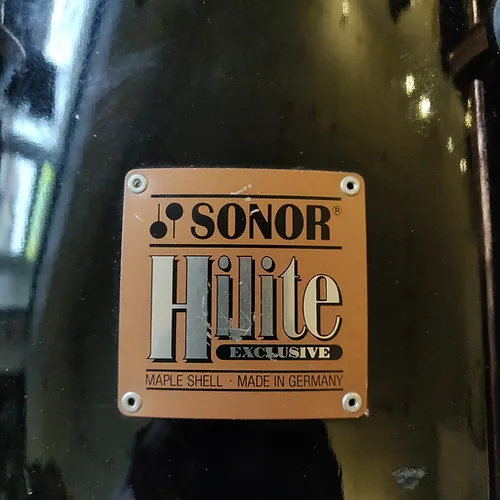 SONOR®
Hilite
EXCLUSIVE
MAPLE SHELL · MADE IN GERMANY